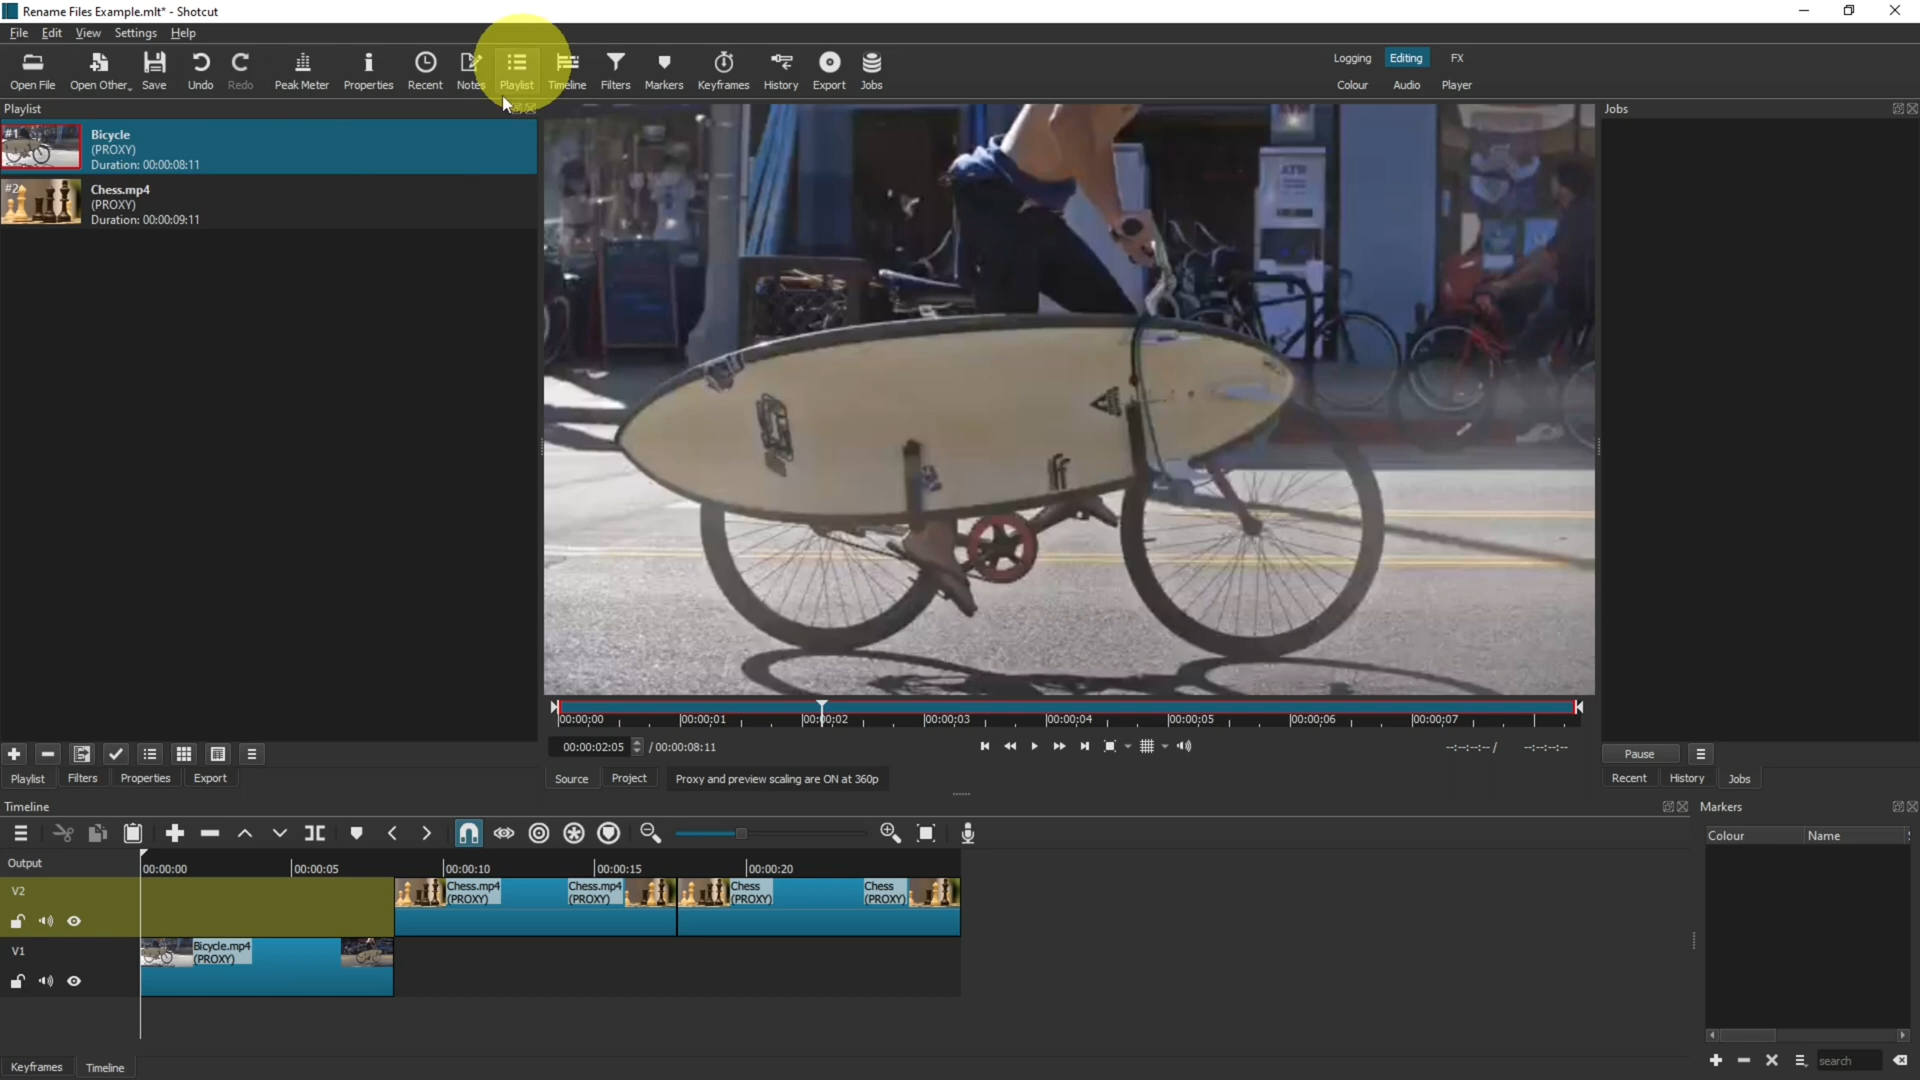 Rename Files Example.mlt* - Shotcut
File Edit View Settings Help
Open File Open Other Save Undo Redo Peak Meter Properties Recent Notes Playlist Timeline Filters Markers Keyframes History Export Jobs
Logging Editing FX
Colour Audio Player
Playlist
#1
Bicycle
(PROXY)
Duration: 00:00:08:11
#2
Chess.mp4
(PROXY)
Duration: 00:00:09:11
ATM
Jobs
00:00;00 00:00;01 00:00;02 00:00;03 00:00;04 00:00;05 00:00;06 00:00;07
00:00:02:05 / 00:00:08:11
--:--:--:-- / --:--:--:--
Pause
Playlist Filters Properties Export
Source Project Proxy and preview scaling are ON at 360p
Recent History Jobs
Timeline
Markers
Colour Name
Output
00:00:00 00:00:05 00:00:10 00:00:15 00:00:20
V2
Chess.mp4
(PROXY)
Chess.mp4
(PROXY)
Chess
(PROXY)
Chess
(PROXY)
V1
Bicycle.mp4
(PROXY)
search
Keyframes Timeline